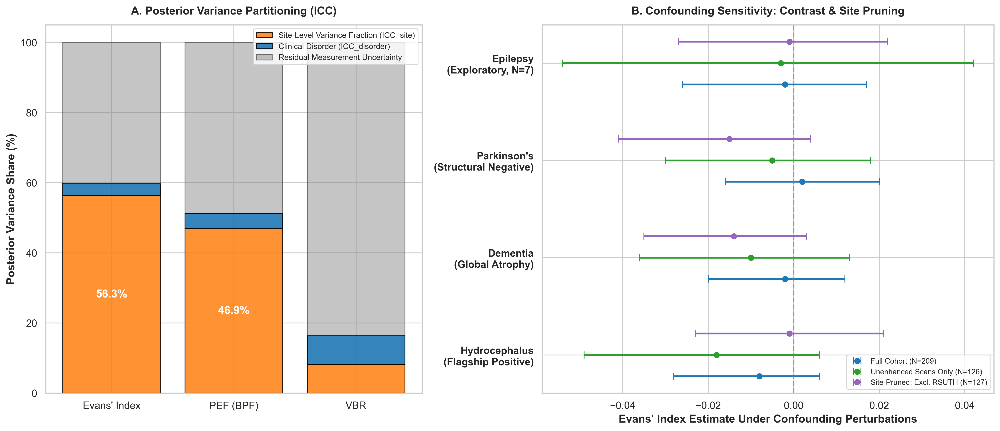 A. Posterior Variance Partitioning (ICC)
Posterior Variance Share (%)
100
80
60
40
20
0
Site-Level Variance Fraction (ICC_site)
Clinical Disorder (ICC_disorder)
Residual Measurement Uncertainty
56.3%
46.9%
Evans' Index
PEF (BPF)
VBR
B. Confounding Sensitivity: Contrast & Site Pruning
Epilepsy
(Exploratory, N=7)
Parkinson's
(Structural Negative)
Dementia
(Global Atrophy)
Hydrocephalus
(Flagship Positive)
Full Cohort (N=209)
Unenhanced Scans Only (N=126)
Site-Pruned: Excl. RSUTH (N=127)
−0.04
−0.02
0.00
0.02
0.04
Evans' Index Estimate Under Confounding Perturbations